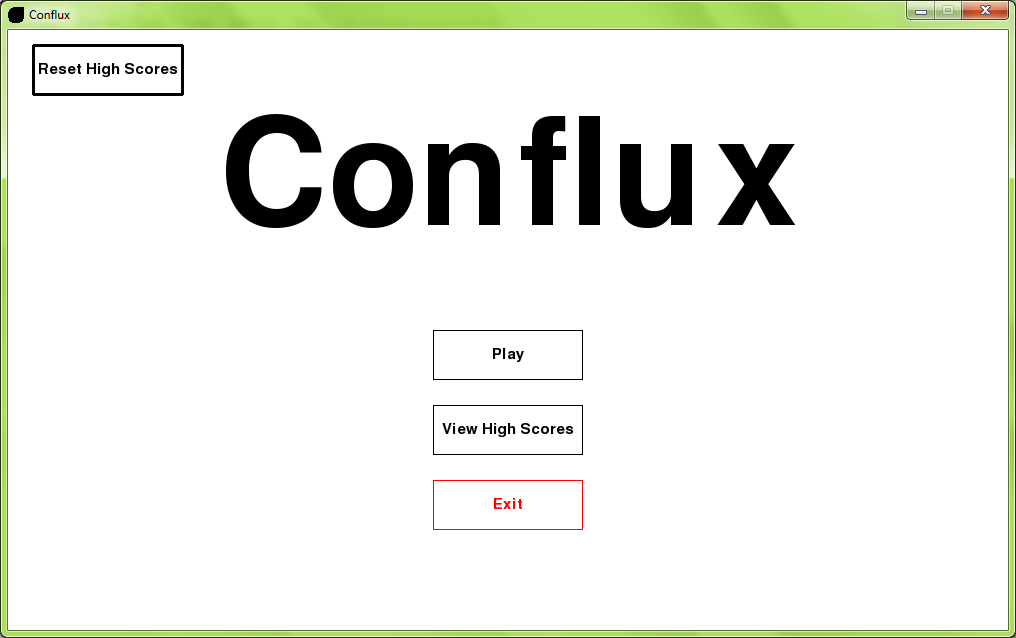 Conflux
Reset High Scores
Conflux
Play
View High Scores
Exit